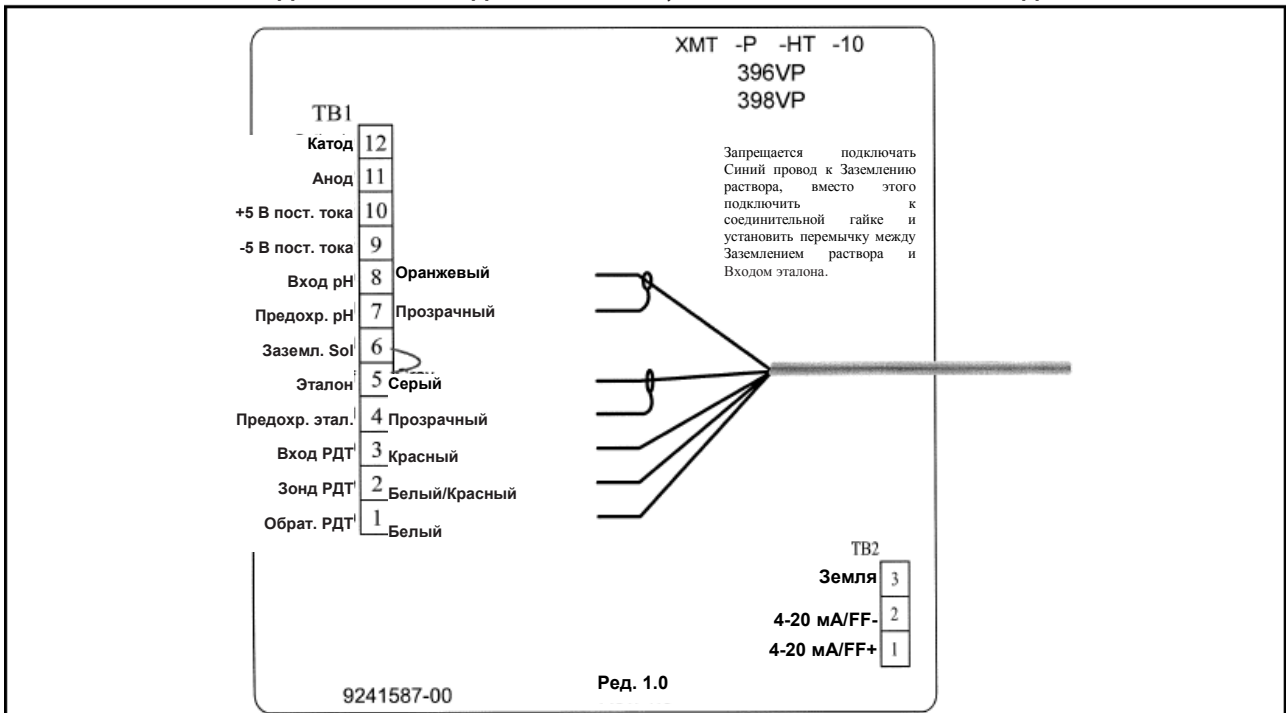 XMT -P -HT -10
396VP
398VP
Запрещается подключать
Синий провод к Заземлению
раствора, вместо этого
подключить к
соединительной гайке и
установить перемычку между
Заземлением раствора и
Входом эталона.
TB1
Катод 12
Анод 11
+5 В пост. тока 10
-5 В пост. тока 9
Вход pH 8 Оранжевый
Предохр. pH 7 Прозрачный
Заземл. Sol 6
Эталон 5 Серый
Предохр. этал. 4 Прозрачный
Вход РДТ 3 Красный
Зонд РДТ 2 Белый/Красный
Обрат. РДТ 1 Белый
TB2
Земля 3
4-20 мА/FF- 2
4-20 мА/FF+ 1
9241587-00
Ред. 1.0